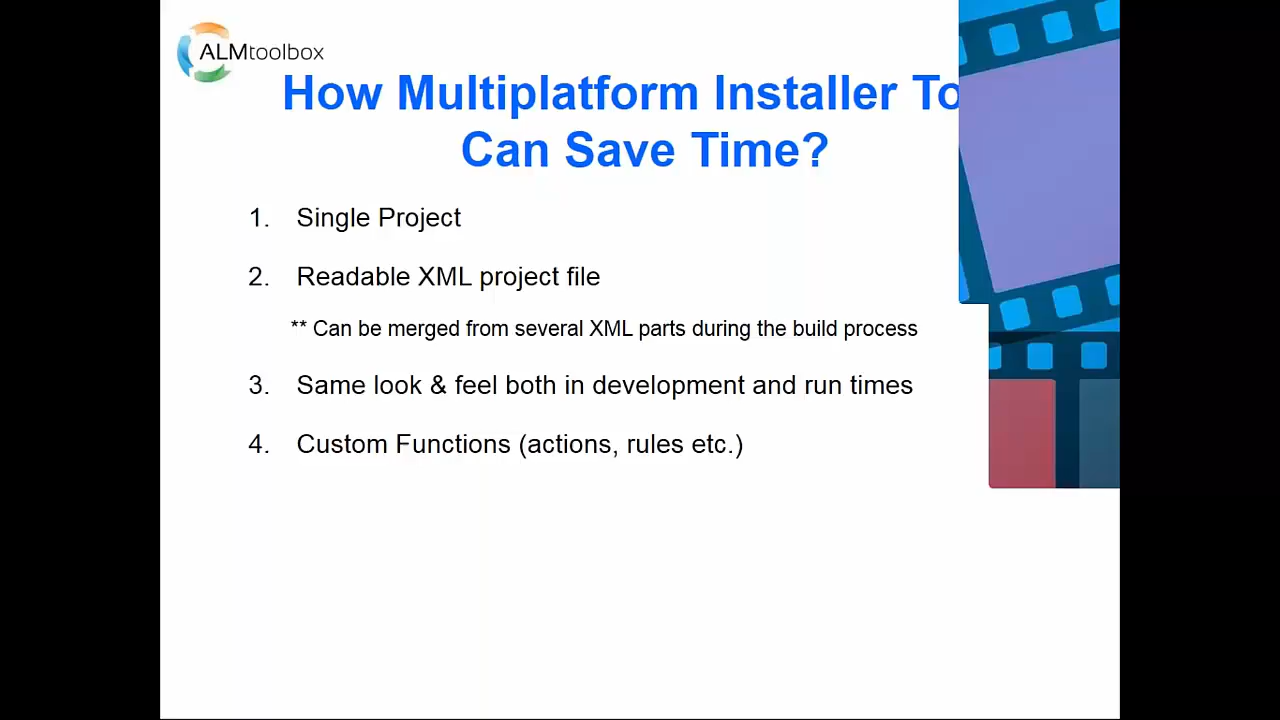 ALMtoolbox
How Multiplatform Installer
Can Save Time?
1. Single Project
2. Readable XML project file
** Can be merged from several XML parts during the build process
3. Same look & feel both in development and run times
4. Custom Functions (actions, rules etc.)